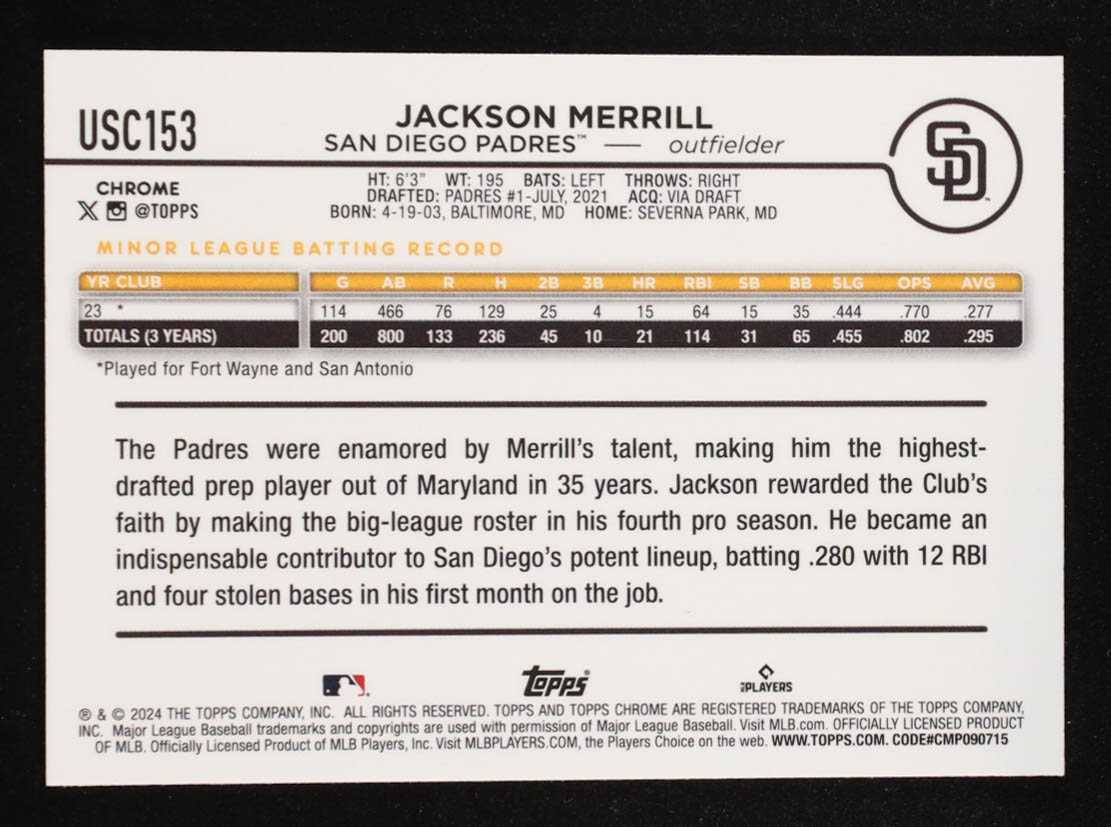 USC153
JACKSON MERRILL
SAN DIEGO PADRES™ — outfielder
SD
CHROME
@TOPPS
HT: 6'3" WT: 195 BATS: LEFT THROWS: RIGHT
DRAFTED: PADRES #1-JULY, 2021 ACQ: VIA DRAFT
BORN: 4-19-03, BALTIMORE, MD HOME: SEVERNA PARK, MD
MINOR LEAGUE BATTING RECORD
YR CLUB G AB R H 2B 3B HR RBI SB BB SLG OPS AVG
23 * 114 466 76 129 25 4 15 64 15 35 .444 .770 .277
TOTALS (3 YEARS) 200 800 133 236 45 10 21 114 31 65 .455 .802 .295
*Played for Fort Wayne and San Antonio
The Padres were enamored by Merrill's talent, making him the highest-
drafted prep player out of Maryland in 35 years. Jackson rewarded the Club's
faith by making the big-league roster in his fourth pro season. He became an
indispensable contributor to San Diego's potent lineup, batting .280 with 12 RBI
and four stolen bases in his first month on the job.
Topps® MLB PLAYERS
® & © 2024 THE TOPPS COMPANY, INC. ALL RIGHTS RESERVED. TOPPS AND TOPPS CHROME ARE REGISTERED TRADEMARKS OF THE TOPPS COMPANY,
INC. Major League Baseball trademarks and copyrights are used with permission of Major League Baseball. Visit MLB.com. OFFICIALLY LICENSED PRODUCT
OF MLB. Officially Licensed Product of MLB Players, Inc. Visit MLBPLAYERS.COM, the Players Choice on the web. WWW.TOPPS.COM. CODE#CMP090715